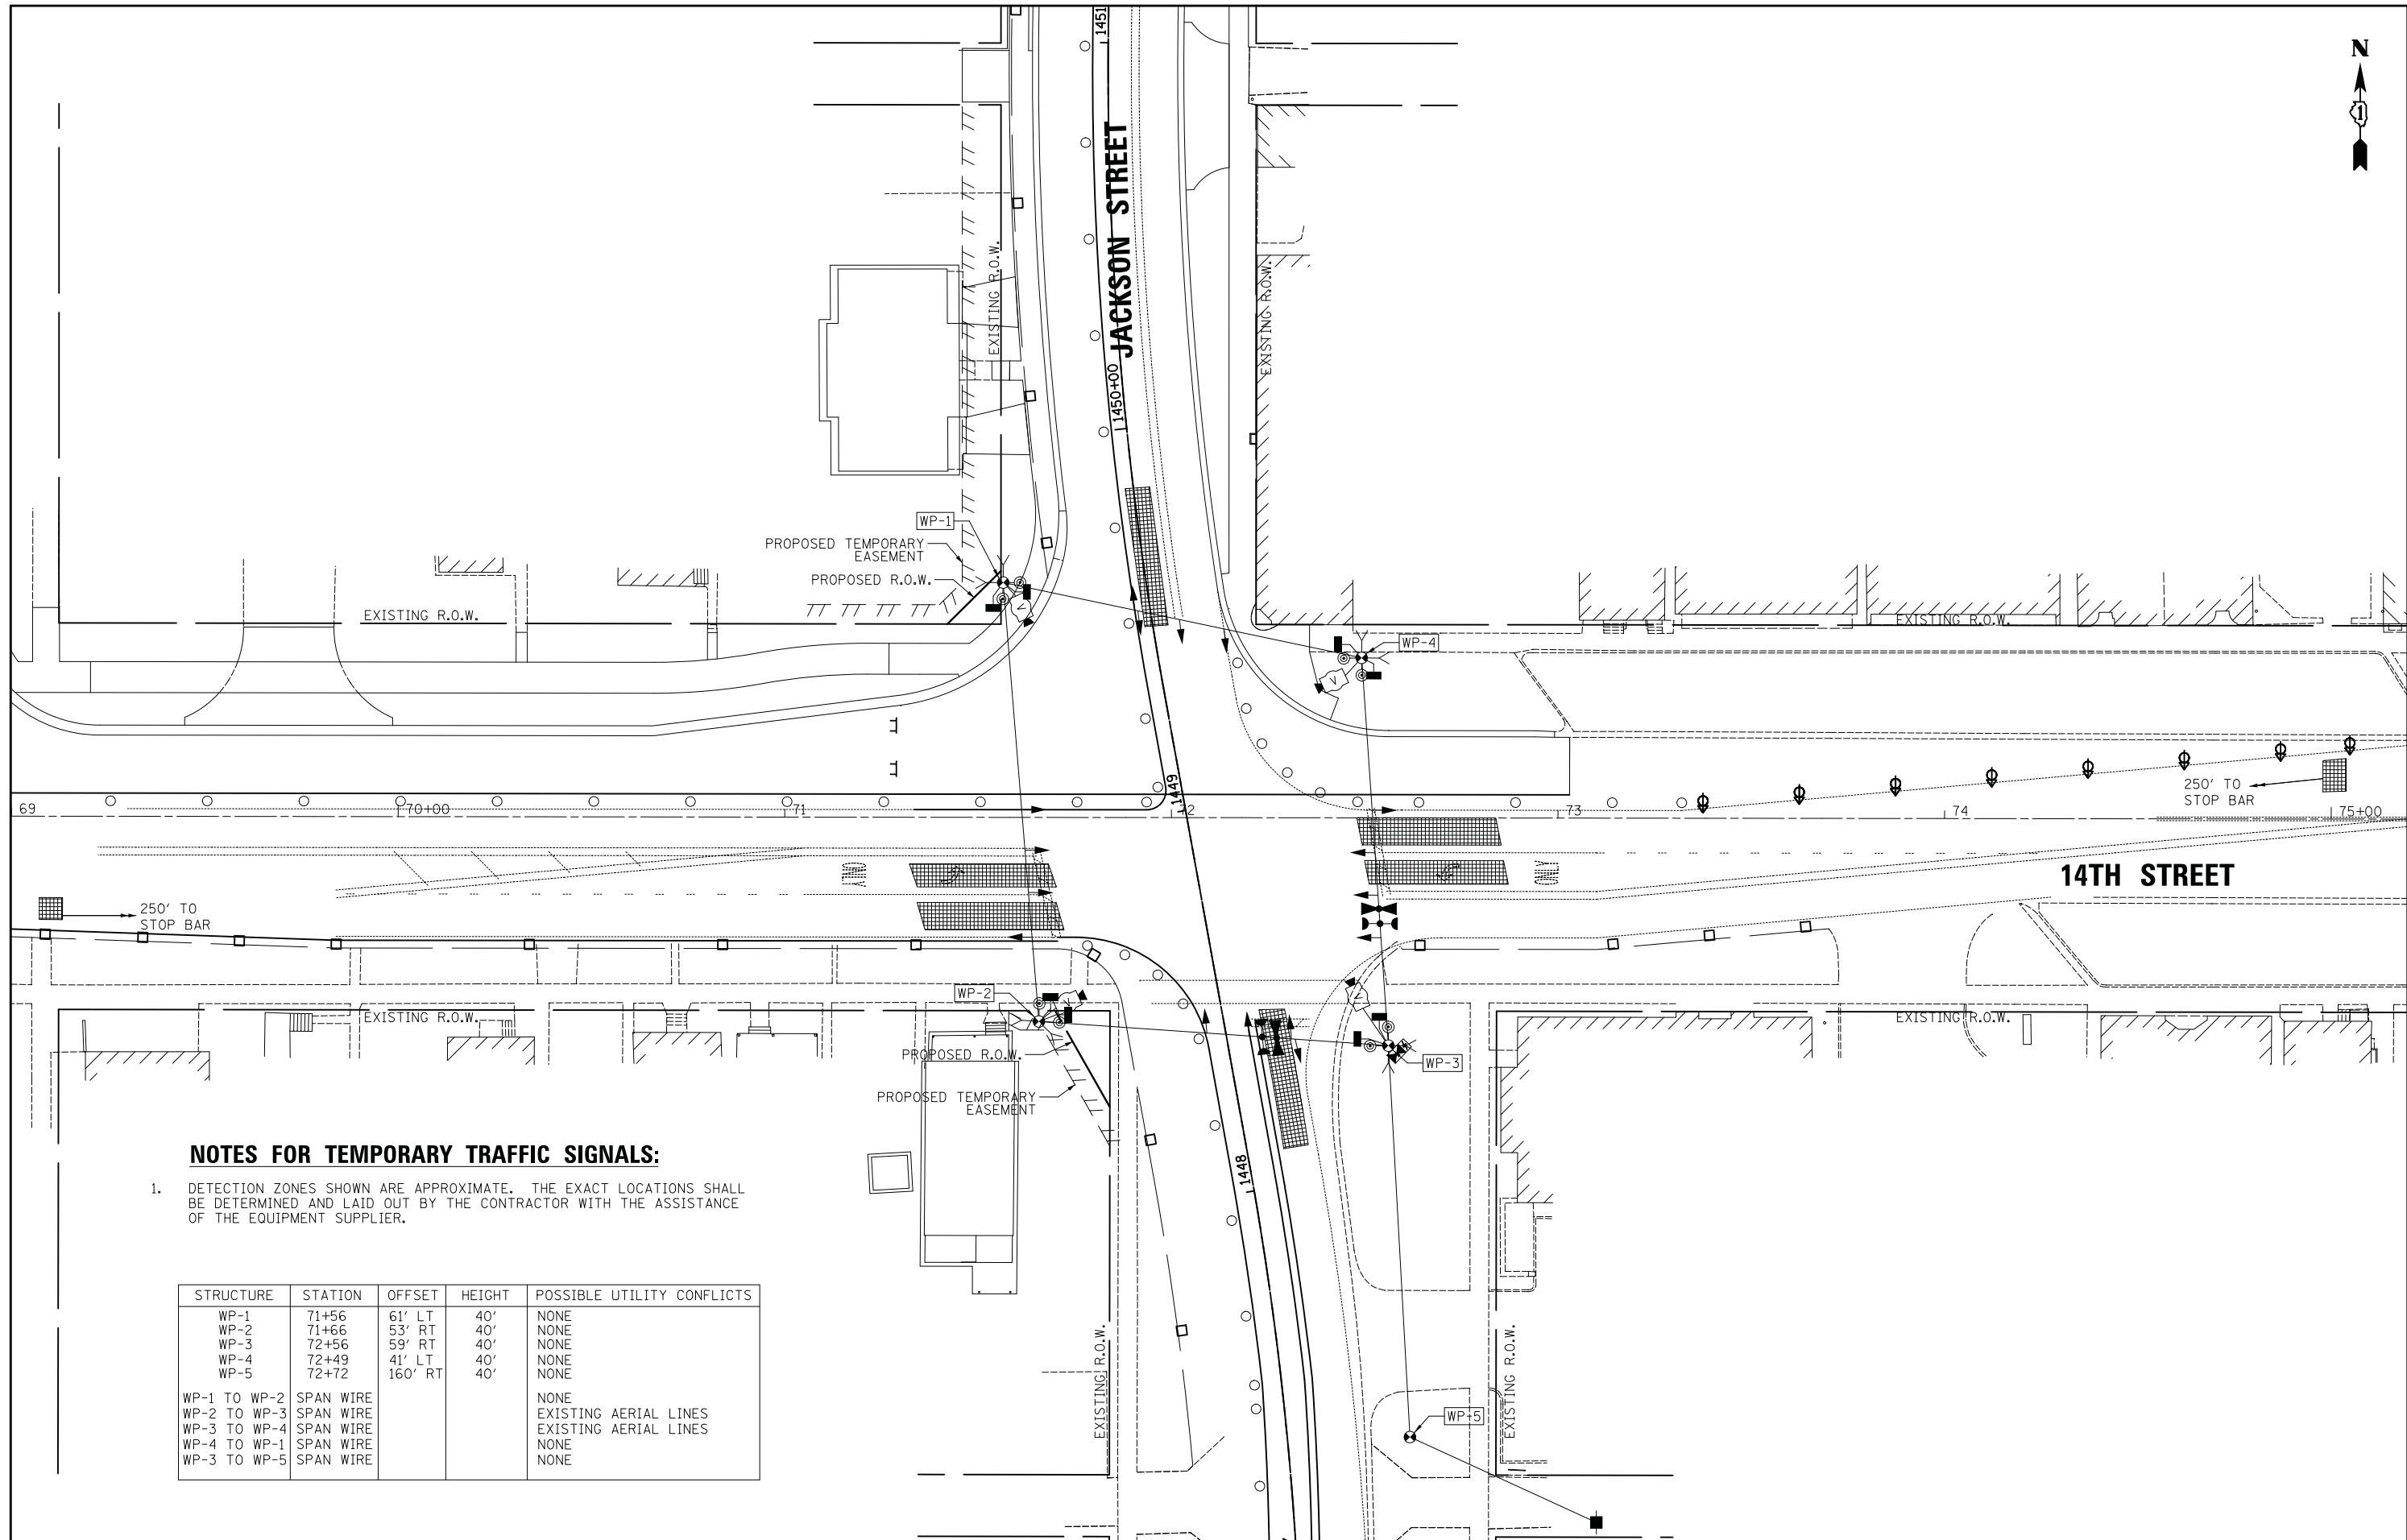 N
1
1451
JACKSON STREET
1450+00
EXISTING R.O.W.
EXISTING R.O.W.
WP-1
PROPOSED TEMPORARY
EASEMENT
PROPOSED R.O.W.
EXISTING R.O.W.
V
WP-4
V
EXISTING R.O.W.
250' TO
STOP BAR
1449
69
70+00
71
72
73
74
75+00
ONLY
ONLY
14TH STREET
250' TO
STOP BAR
WP-2
V
V
EXISTING R.O.W.
EXISTING R.O.W.
PROPOSED R.O.W.
WP-3
PROPOSED TEMPORARY
EASEMENT
NOTES FOR TEMPORARY TRAFFIC SIGNALS:
1. DETECTION ZONES SHOWN ARE APPROXIMATE. THE EXACT LOCATIONS SHALL
BE DETERMINED AND LAID OUT BY THE CONTRACTOR WITH THE ASSISTANCE
OF THE EQUIPMENT SUPPLIER.
1448
STRUCTURE STATION OFFSET HEIGHT POSSIBLE UTILITY CONFLICTS
WP-1 71+56 61' LT 40' NONE
WP-2 71+66 53' RT 40' NONE
WP-3 72+56 59' RT 40' NONE
WP-4 72+49 41' LT 40' NONE
WP-5 72+72 160' RT 40' NONE
WP-1 TO WP-2 SPAN WIRE NONE
WP-2 TO WP-3 SPAN WIRE EXISTING AERIAL LINES
WP-3 TO WP-4 SPAN WIRE EXISTING AERIAL LINES
WP-4 TO WP-1 SPAN WIRE NONE
WP-3 TO WP-5 SPAN WIRE NONE
EXISTING R.O.W.
EXISTING R.O.W.
WP-5